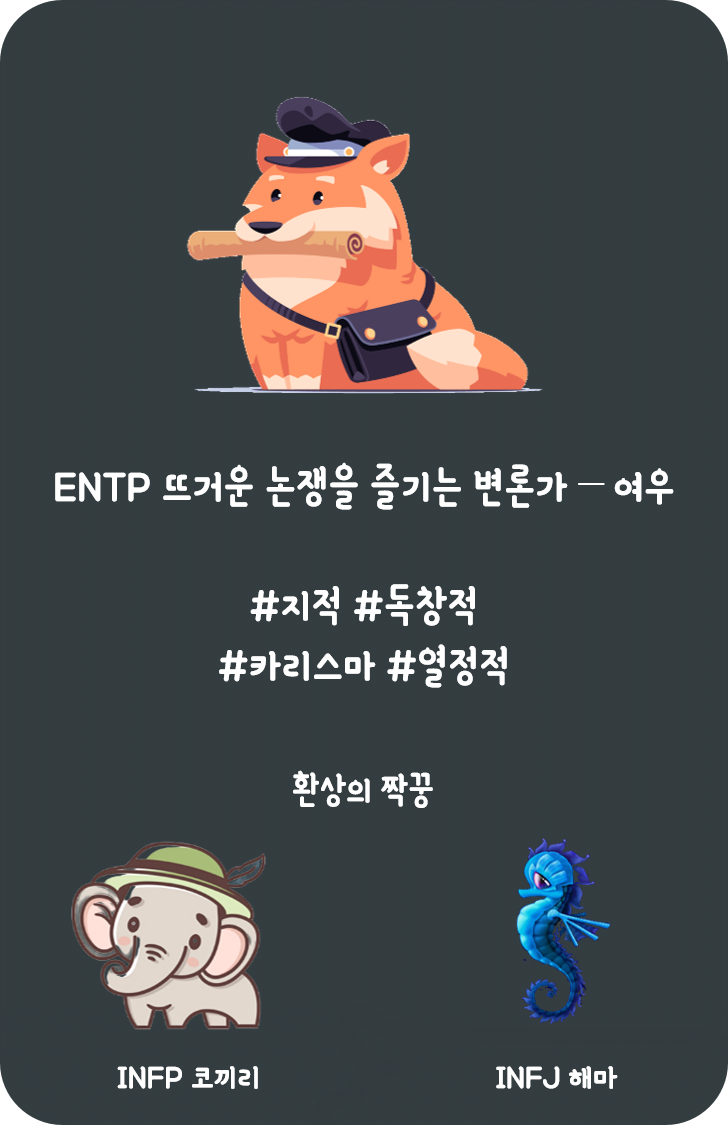 ENTP 뜨거운 논쟁을 즐기는 변론가 — 여우
#지적 #독창적
#카리스마 #열정적
환상의 짝꿍
INFP 코끼리
INFJ 해마